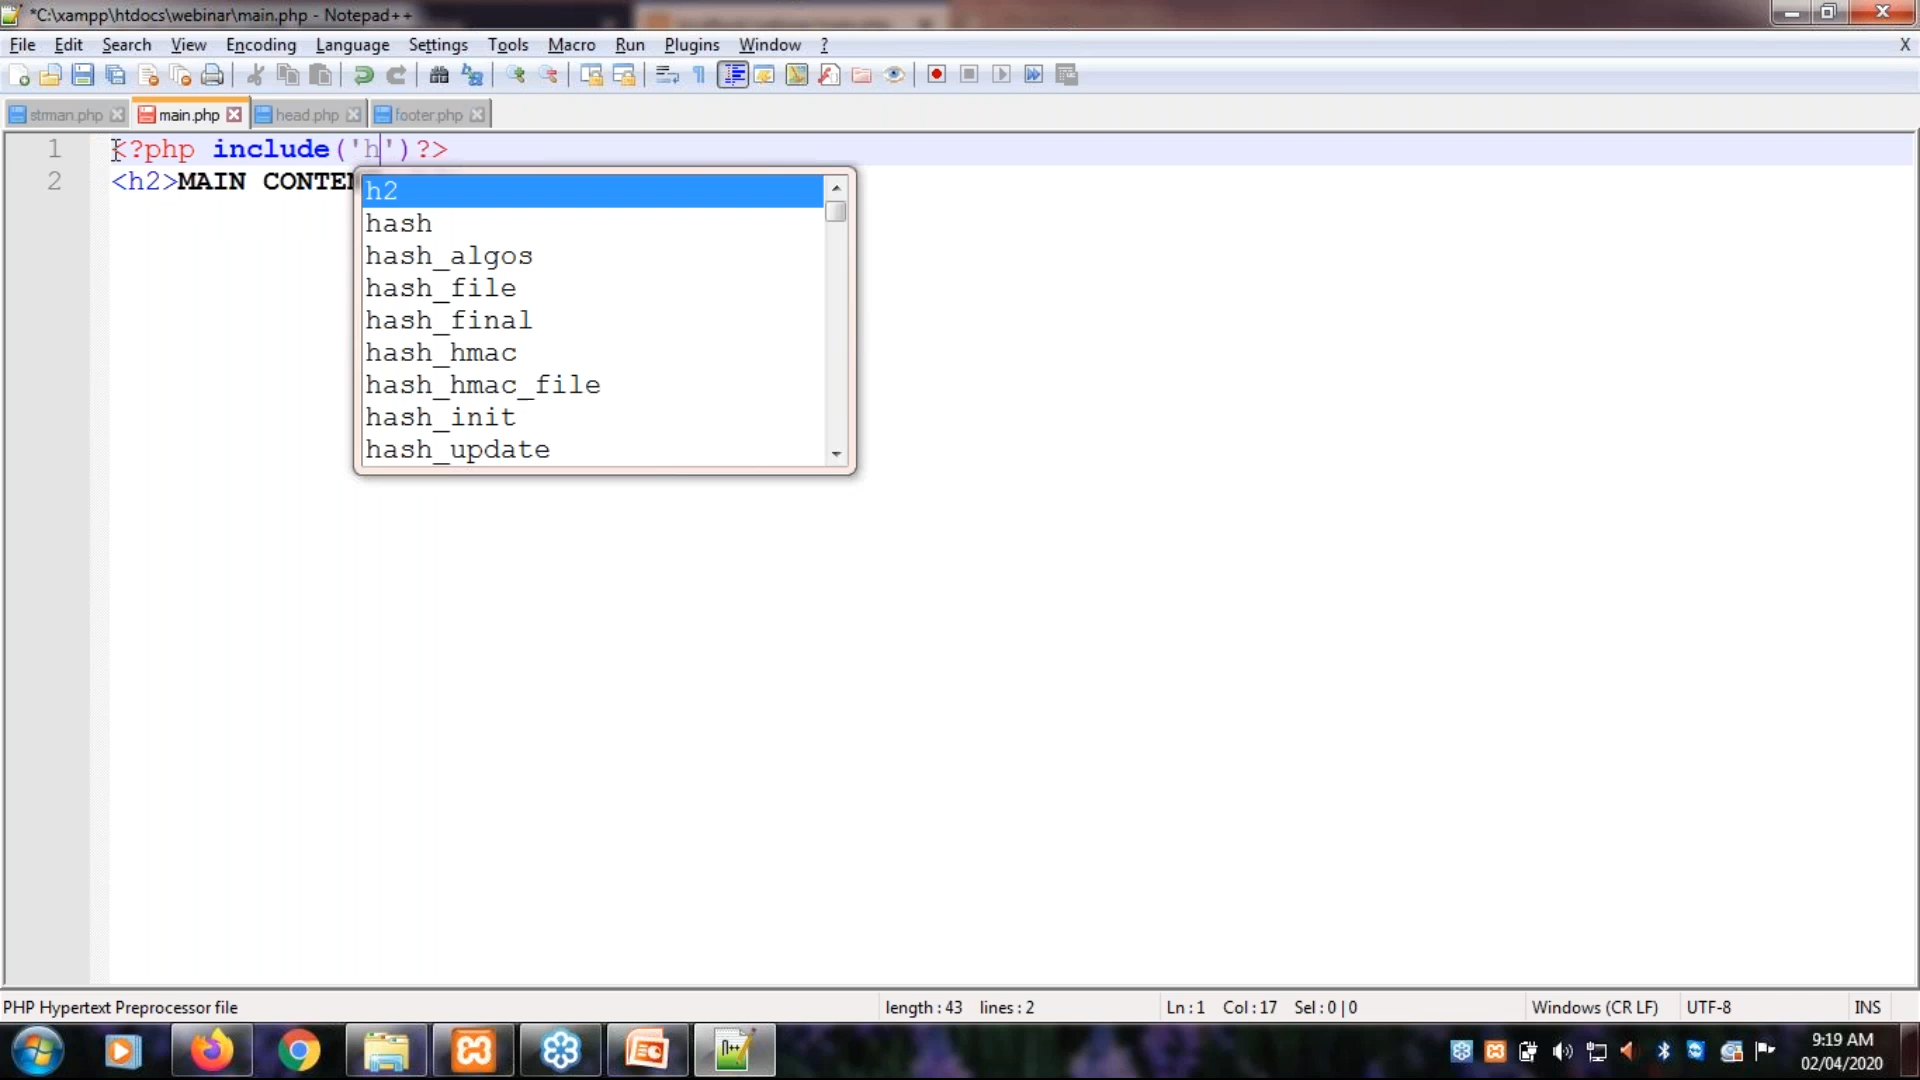 *C:\xampp\htdocs\webinar\main.php - Notepad++
File Edit Search View Encoding Language Settings Tools Macro Run Plugins Window ? X
strman.php main.php head.php footer.php
1 <?php include('h')?>
2 <h2>MAIN CONTEN
h2
hash
hash_algos
hash_file
hash_final
hash_hmac
hash_hmac_file
hash_init
hash_update
PHP Hypertext Preprocessor file length : 43 lines : 2 Ln : 1 Col : 17 Sel : 0 | 0 Windows (CR LF) UTF-8 INS
9:19 AM
02/04/2020